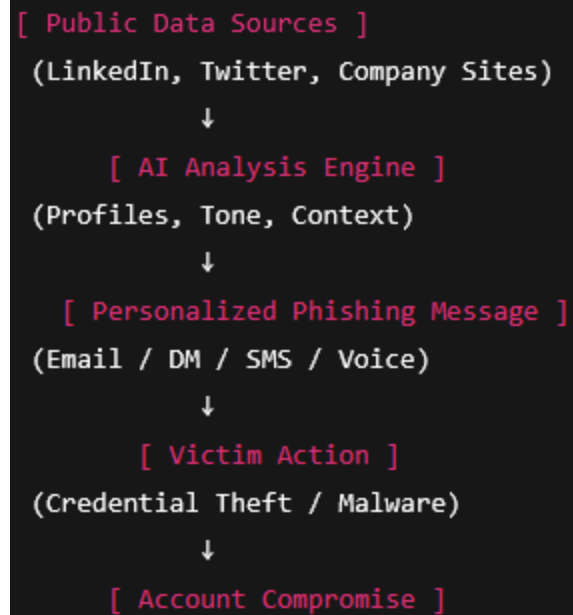 [ Public Data Sources ]
(LinkedIn, Twitter, Company Sites)
↓
[ AI Analysis Engine ]
(Profiles, Tone, Context)
↓
[ Personalized Phishing Message ]
(Email / DM / SMS / Voice)
↓
[ Victim Action ]
(Credential Theft / Malware)
↓
[ Account Compromise ]